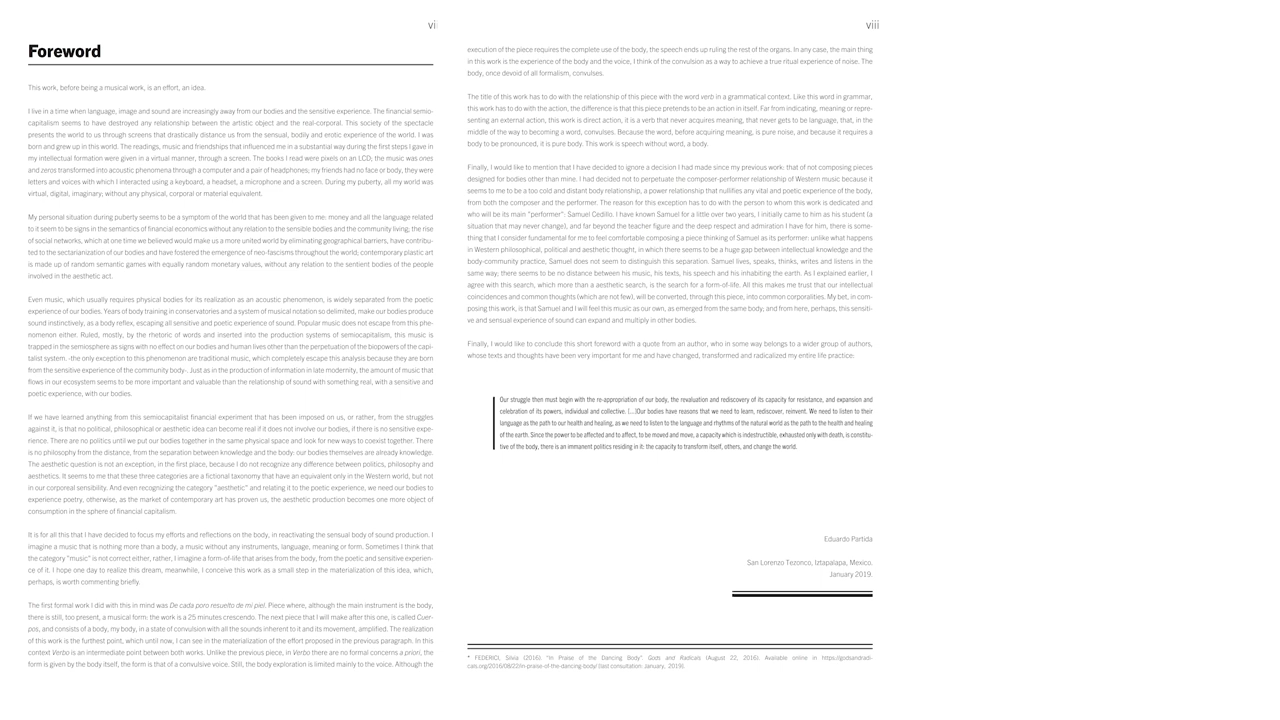 vii
Foreword
This work, before being a musical work, is an effort, an idea.
I live in a time when language, image and sound are increasingly away from our bodies and the sensitive experience. The financial semio-
capitalism seems to have destroyed any relationship between the artistic object and the real-corporal. This society of the spectacle
presents the world to us through screens that drastically distance us from the sensual, bodily and erotic experience of the world. I was
born and grew up in this world. The readings, music and friendships that influenced me in a substantial way during the first steps I gave in
my intellectual formation were given in a virtual manner, through a screen. The books I read were pixels on an LCD, the music was ones
and zeros transformed into acoustic phenomena through a computer and a pair of headphones; my friends had no face or body, they were
letters and voices with which I interacted using a keyboard, a headset, a microphone and a screen. During my puberty, all my world was
virtual, digital, imaginary; without any physical, corporal or material equivalent.
My personal situation during puberty seems to be a symptom of the world that has been given to me: money and all the language related
to it seem to be signs in the semantics of financial economics without any relation to the sensible bodies and the community living, the rise
of social networks, which at one time we believed would make us a more united world by eliminating geographical barriers, have contribu-
ted to the sectarianization of our bodies and have fostered the emergence of neo-fascisms throughout the world; contemporary plastic art
is made up of random semantic games with equally random monetary values, without any relation to the sentient bodies of the people
involved in the aesthetic act.
Even music, which usually requires physical bodies for its realization as an acoustic phenomenon, is widely separated from the poetic
experience of our bodies. Years of body training in conservatories and a system of musical notation so delimited, make our bodies produce
sound instinctively, as a body reflex, escaping all sensitive and poetic experience of sound. Popular music does not escape from this phe-
nomenon either. Ruled, mostly, by the rhetoric of words and inserted into the production systems of semiocapitalism, this music is
trapped in the semiosphere as signs with no effect on our bodies and human lives other than the perpetuation of the biopowers of the capi-
talist system. -the only exception to this phenomenon are traditional music, which completely escape this analysis because they are born
from the sensitive experience of the community body-. Just as in the production of information in late modernity, the amount of music that
flows in our ecosystem seems to be more important and valuable than the relationship of sound with something real, with a sensitive and
poetic experience, with our bodies.
If we have learned anything from this semiocapitalist financial experiment that has been imposed on us, or rather, from the struggles
against it, is that no political, philosophical or aesthetic idea can become real if it does not involve our bodies, if there is no sensitive expe-
rience. There are no politics until we put our bodies together in the same physical space and look for new ways to coexist together. There
is no philosophy from the distance, from the separation between knowledge and the body: our bodies themselves are already knowledge.
The aesthetic question is not an exception, in the first place, because I do not recognize any difference between politics, philosophy and
aesthetics. It seems to me that these three categories are a fictional taxonomy that have an equivalent only in the Western world, but not
in our corporeal sensibility. And even recognizing the category "aesthetic" and relating it to the poetic experience, we need our bodies to
experience poetry, otherwise, as the market of contemporary art has proven us, the aesthetic production becomes one more object of
consumption in the sphere of financial capitalism.
It is for all this that I have decided to focus my efforts and reflections on the body, in reactivating the sensual body of sound production. I
imagine a music that is nothing more than a body, a music without any instruments, language, meaning or form. Sometimes I think that
the category "music" is not correct either, rather, I imagine a form-of-life that arises from the body, from the poetic and sensitive experien-
ce of it. I hope one day to realize this dream, meanwhile, I conceive this work as a small step in the materialization of this idea, which,
perhaps, is worth commenting briefly.
The first formal work I did with this in mind was De cada poro resuelto de mi piel. Piece where, although the main instrument is the body,
there is still, too present, a musical form: the work is a 25 minutes crescendo. The next piece that I will make after this one, is called Cuer-
pos, and consists of a body, my body, in a state of convulsion with all the sounds inherent to it and its movement, amplified. The realization
of this work is the furthest point, which until now, I can see in the materialization of the effort proposed in the previous paragraph. In this
context Verbo is an intermediate point between both works. Unlike the previous piece, in Verbo there are no formal concerns a priori, the
form is given by the body itself, the form is that of a convulsive voice. Still, the body exploration is limited mainly to the voice. Although the
viii
execution of the piece requires the complete use of the body, the speech ends up ruling the rest of the organs. In any case, the main thing
in this work is the experience of the body and the voice, I think of the convulsion as a way to achieve a true ritual experience of noise. The
body, once devoid of all formalism, convulses.
The title of this work has to do with the relationship of this piece with the word verb in a grammatical context. Like this word in grammar,
this work has to do with the action, the difference is that this piece pretends to be an action in itself. Far from indicating, meaning or repre-
senting an external action, this work is direct action, it is a verb that never acquires meaning, that never gets to be language, that, in the
middle of the way to becoming a word, convulses. Because the word, before acquiring meaning, is pure noise, and because it requires a
body to be pronounced, it is pure body. This work is speech without word, a body.
Finally, I would like to mention that I have decided to ignore a decision I had made since my previous work: that of not composing pieces
designed for bodies other than mine. I had decided not to perpetuate the composer-performer relationship of Western music because it
seems to me to be a too cold and distant body relationship, a power relationship that nullifies any vital and poetic experience of the body,
from both the composer and the performer. The reason for this exception has to do with the person to whom this work is dedicated and
who will be its main "performer": Samuel Cedillo. I have known Samuel for a little over two years, I initially came to him as his student (a
situation that may never change), and far beyond the teacher figure and the deep respect and admiration I have for him, there is some-
thing that I consider fundamental for me to feel comfortable composing a piece thinking of Samuel as its performer: unlike what happens
in Western philosophical, political and aesthetic thought, in which there seems to be a huge gap between intellectual knowledge and the
body-community practice, Samuel does not seem to distinguish this separation. Samuel lives, speaks, thinks, writes and listens in the
same way; there seems to be no distance between his music, his texts, his speech and his inhabiting the earth. As I explained earlier, I
agree with this search, which more than a aesthetic search, is the search for a form-of-life. All this makes me trust that our intellectual
coincidences and common thoughts (which are not few), will be converted, through this piece, into common corporalities. My bet, in com-
posing this work, is that Samuel and I will feel this music as our own, as emerged from the same body; and from here, perhaps, this sensiti-
ve and sensual experience of sound can expand and multiply in other bodies.
Finally, I would like to conclude this short foreword with a quote from an author, who in some way belongs to a wider group of authors,
whose texts and thoughts have been very important for me and have changed, transformed and radicalized my entire life practice:
Our struggle then must begin with the re-appropriation of our body, the revaluation and rediscovery of its capacity for resistance, and expansion and
celebration of its powers, individual and collective. [...]Our bodies have reasons that we need to learn, rediscover, reinvent. We need to listen to their
language as the path to our health and healing, as we need to listen to the language and rhythms of the natural world as the path to the health and healing
of the earth. Since the power to be affected and to affect, to be moved and move, a capacity which is indestructible, exhausted only with death, is constitu-
tive of the body, there is an immanent politics residing in it: the capacity to transform itself, others, and change the world.
Eduardo Partida
San Lorenzo Tezonco, Iztapalapa, Mexico.
January 2019.
* FEDERICI, Silvia (2016). "In Praise of the Dancing Body". Gods and Radicals (August 22, 2016). Available online in https://godsandradi-
cals.org/2016/08/22/in-praise-of-the-dancing-body/ [last consultation: January, 2019].